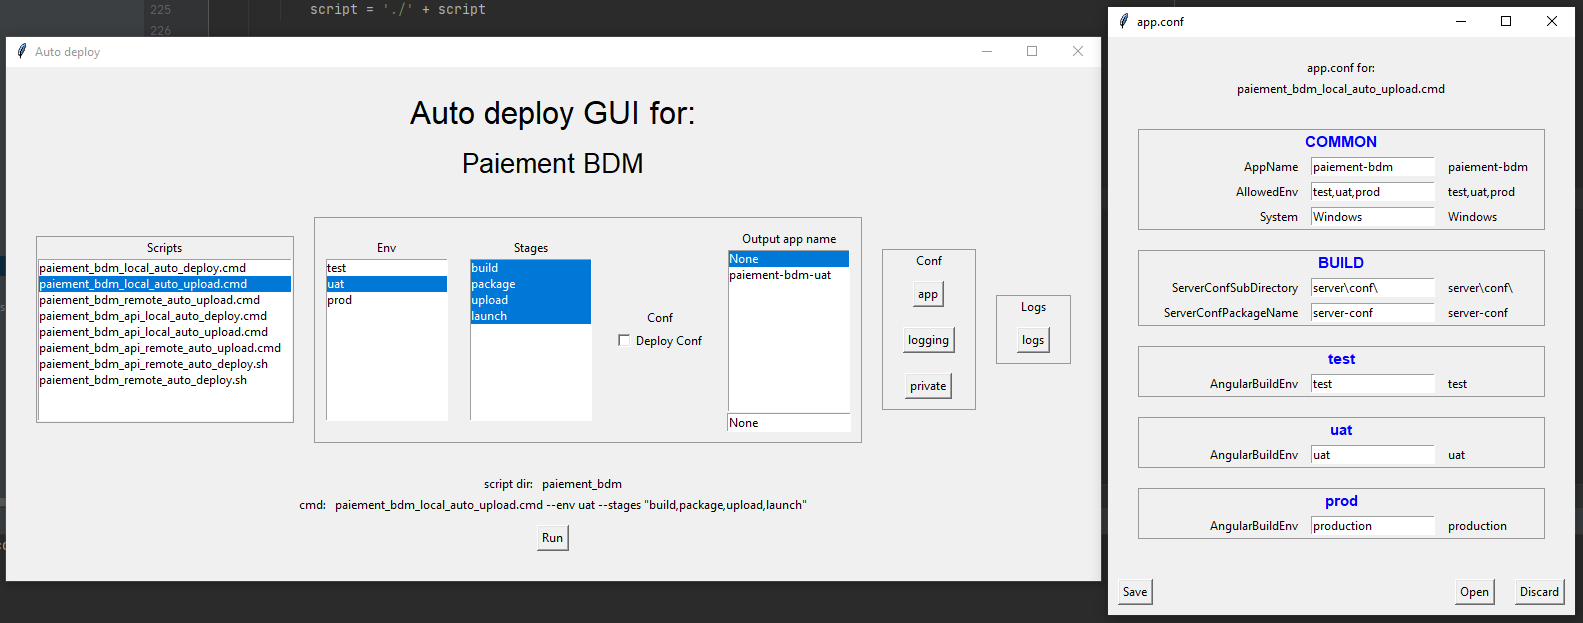 225 script = './' + script
226
Auto deploy
Auto deploy GUI for:
Paiement BDM
Scripts
paiement_bdm_local_auto_deploy.cmd
paiement_bdm_local_auto_upload.cmd
paiement_bdm_remote_auto_upload.cmd
paiement_bdm_api_local_auto_deploy.cmd
paiement_bdm_api_local_auto_upload.cmd
paiement_bdm_api_remote_auto_upload.cmd
paiement_bdm_api_remote_auto_deploy.sh
paiement_bdm_remote_auto_deploy.sh
Env
test
uat
prod
Stages
build
package
upload
launch
Conf
Deploy Conf
Output app name
None
paiement-bdm-uat
None
Conf
app
logging
private
Logs
logs
script dir: paiement_bdm
cmd: paiement_bdm_local_auto_upload.cmd --env uat --stages "build,package,upload,launch"
Run
app.conf
app.conf for:
paiement_bdm_local_auto_upload.cmd
COMMON
AppName paiement-bdm paiement-bdm
AllowedEnv test,uat,prod test,uat,prod
System Windows Windows
BUILD
ServerConfSubDirectory server\conf\ server\conf\
ServerConfPackageName server-conf server-conf
test
AngularBuildEnv test test
uat
AngularBuildEnv uat uat
prod
AngularBuildEnv production production
Save Open Discard